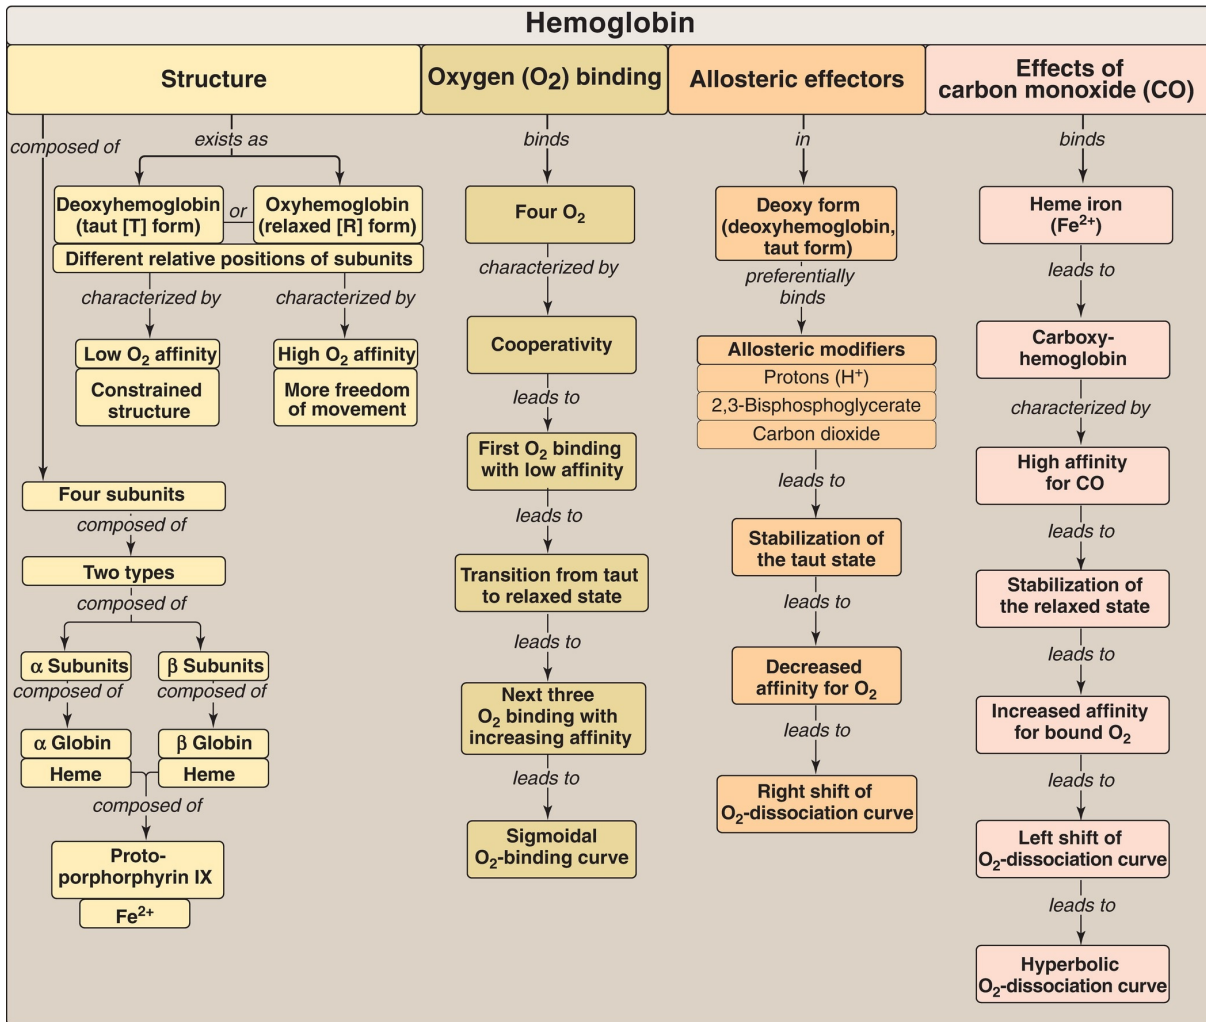 Hemoglobin
Structure
composed of
exists as
Deoxyhemoglobin
(taut [T] form)
or
Oxyhemoglobin
(relaxed [R] form)
Different relative positions of subunits
characterized by
characterized by
Low O₂ affinity
Constrained
structure
High O₂ affinity
More freedom
of movement
Four subunits
composed of
Two types
composed of
α Subunits
β Subunits
composed of
composed of
α Globin
β Globin
Heme
Heme
composed of
Proto-
porphorphyrin IX
Fe²⁺
Oxygen (O₂) binding
binds
Four O₂
characterized by
Cooperativity
leads to
First O₂ binding
with low affinity
leads to
Transition from taut
to relaxed state
leads to
Next three
O₂ binding with
increasing affinity
leads to
Sigmoidal
O₂-binding curve
Allosteric effectors
in
Deoxy form
(deoxyhemoglobin,
taut form)
preferentially
binds
Allosteric modifiers
Protons (H⁺)
2,3-Bisphosphoglycerate
Carbon dioxide
leads to
Stabilization of
the taut state
leads to
Decreased
affinity for O₂
leads to
Right shift of
O₂-dissociation curve
Effects of
carbon monoxide (CO)
binds
Heme iron
(Fe²⁺)
leads to
Carboxy-
hemoglobin
characterized by
High affinity
for CO
leads to
Stabilization of
the relaxed state
leads to
Increased affinity
for bound O₂
leads to
Left shift of
O₂-dissociation curve
leads to
Hyperbolic
O₂-dissociation curve